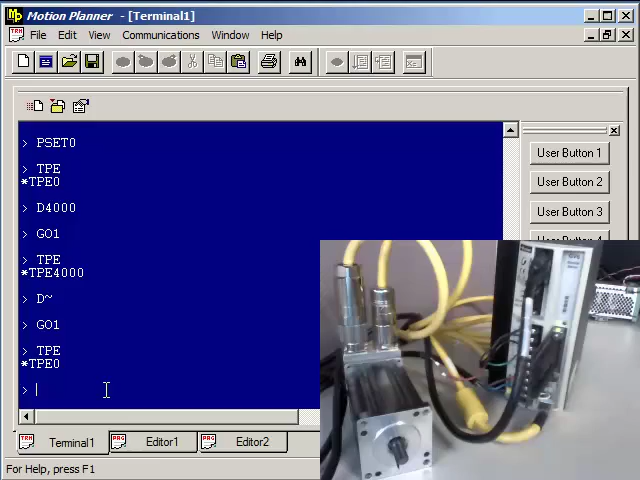 Motion Planner - [Terminal1]
File Edit View Communications Window Help
> PSET0
> TPE
*TPE0
> D4000
> GO1
> TPE
*TPE4000
> D~
> GO1
> TPE
*TPE0
>
User Button 1
User Button 2
User Button 3
Terminal1 Editor1 Editor2
For Help, press F1